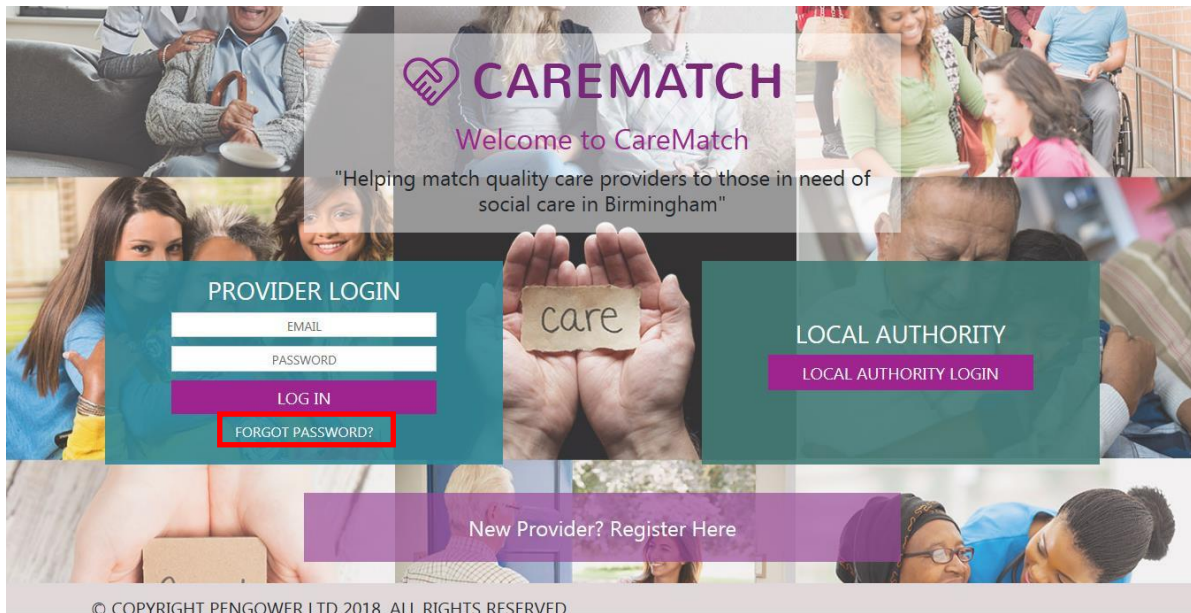 CAREMATCH
Welcome to CareMatch
"Helping match quality care providers to those in need of
social care in Birmingham"
PROVIDER LOGIN
EMAIL
PASSWORD
LOG IN
FORGOT PASSWORD?
care
LOCAL AUTHORITY
LOCAL AUTHORITY LOGIN
New Provider? Register Here
© COPYRIGHT PENGOWER LTD 2018. ALL RIGHTS RESERVED